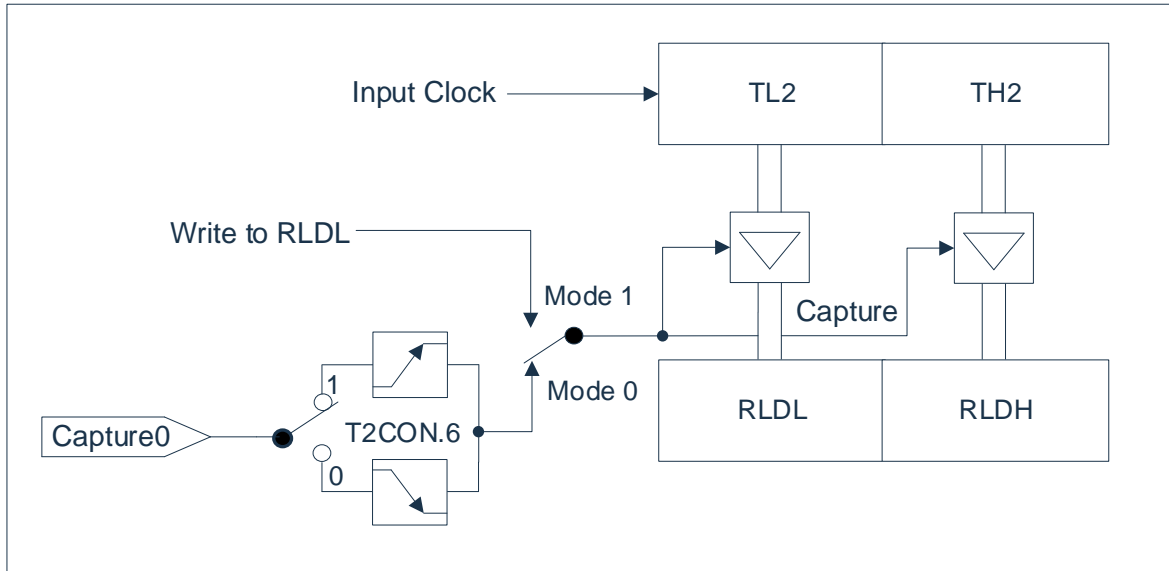 TL2
TH2
Input Clock
Write to RLDL
Mode 1
Capture
1
Mode 0
RLDL
RLDH
Capture0
T2CON.6
0